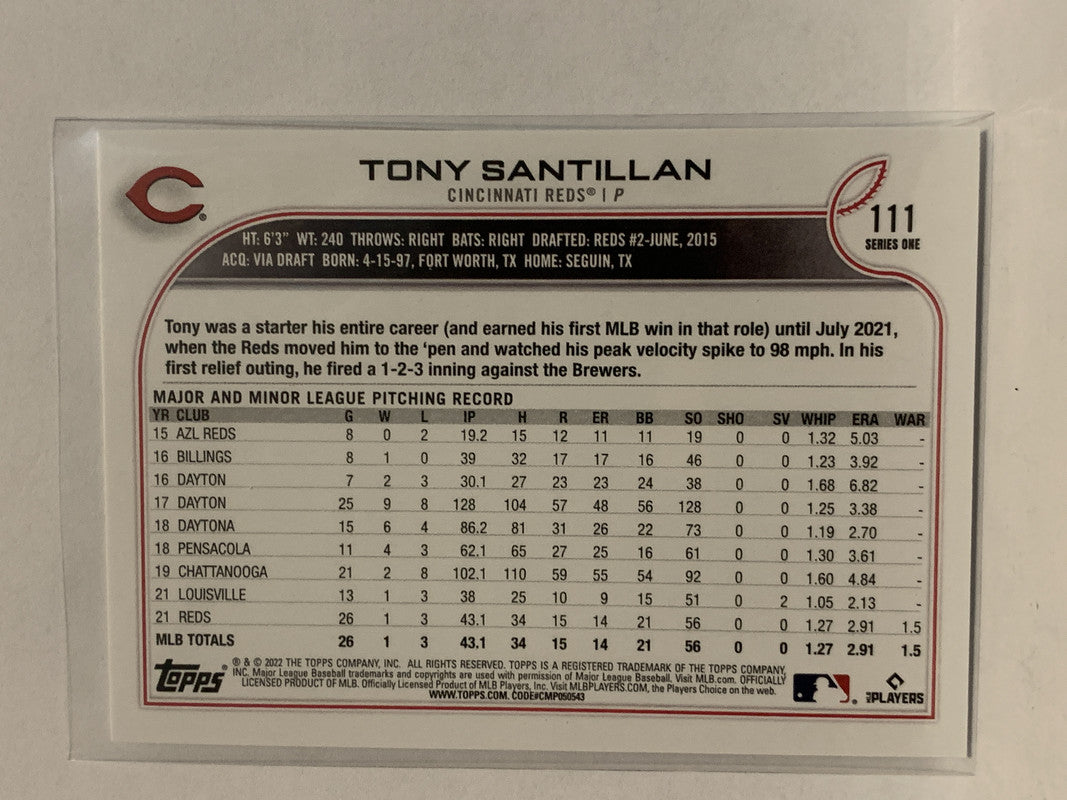 TONY SANTILLAN
CINCINNATI REDS® | P
111
SERIES ONE
HT: 6'3" WT: 240 THROWS: RIGHT BATS: RIGHT DRAFTED: REDS #2-JUNE, 2015
ACQ: VIA DRAFT BORN: 4-15-97, FORT WORTH, TX HOME: SEGUIN, TX
Tony was a starter his entire career (and earned his first MLB win in that role) until July 2021,
when the Reds moved him to the 'pen and watched his peak velocity spike to 98 mph. In his
first relief outing, he fired a 1-2-3 inning against the Brewers.
MAJOR AND MINOR LEAGUE PITCHING RECORD
YR CLUB G W L IP H R ER BB SO SHO SV WHIP ERA WAR
15 AZL REDS 8 0 2 19.2 15 12 11 11 19 0 0 1.32 5.03 -
16 BILLINGS 8 1 0 39 32 17 17 16 46 0 0 1.23 3.92 -
16 DAYTON 7 2 3 30.1 27 23 23 24 38 0 0 1.68 6.82 -
17 DAYTON 25 9 8 128 104 57 48 56 128 0 0 1.25 3.38 -
18 DAYTONA 15 6 4 86.2 81 31 26 22 73 0 0 1.19 2.70 -
18 PENSACOLA 11 4 3 62.1 65 27 25 16 61 0 0 1.30 3.61 -
19 CHATTANOOGA 21 2 8 102.1 110 59 55 54 92 0 0 1.60 4.84 -
21 LOUISVILLE 13 1 3 38 25 10 9 15 51 0 2 1.05 2.13 -
21 REDS 26 1 3 43.1 34 15 14 21 56 0 0 1.27 2.91 1.5
MLB TOTALS 26 1 3 43.1 34 15 14 21 56 0 0 1.27 2.91 1.5
Topps®
® & © 2022 THE TOPPS COMPANY, INC. ALL RIGHTS RESERVED. TOPPS IS A REGISTERED TRADEMARK OF THE TOPPS COMPANY,
INC. Major League Baseball trademarks and copyrights are used with permission of Major League Baseball. Visit MLB.com. OFFICIALLY
LICENSED PRODUCT OF MLB. Officially Licensed Product of MLB Players, Inc. Visit MLBPLAYERS.COM, the Players Choice on the web.
WWW.TOPPS.COM. CODE#CMP050543
MLB PLAYERS